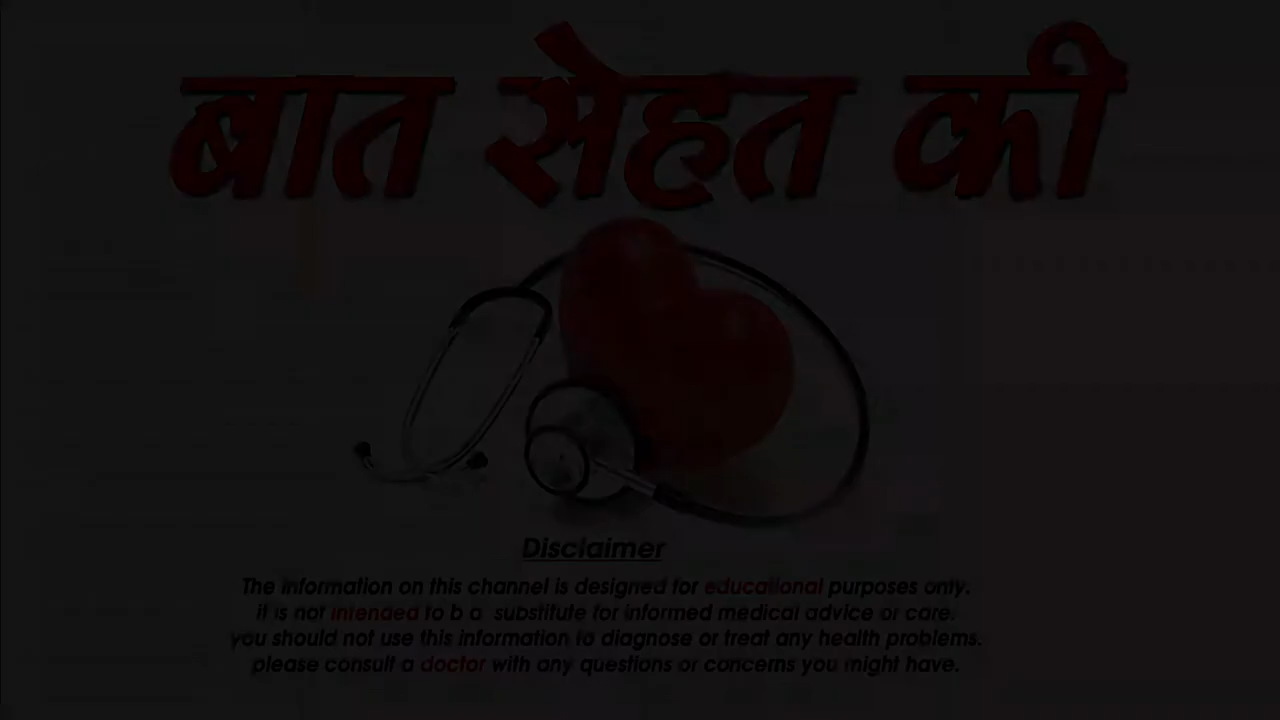 बात सेहत की
Disclaimer
The information on this channel is designed for educational purposes only.
it is not intended to b a substitute for informed medical advice or care.
you should not use this information to diagnose or treat any health problems.
please consult a doctor with any questions or concerns you might have.